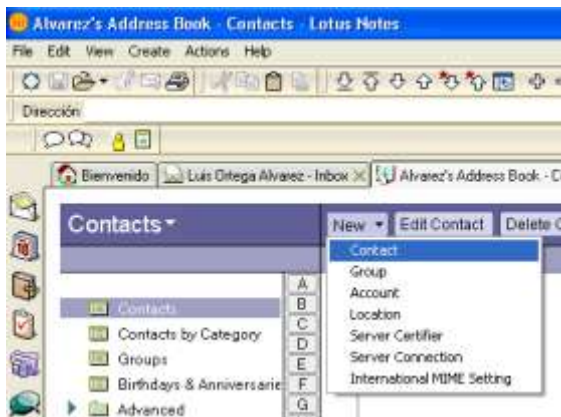 Alvarez's Address Book - Contacts - Lotus Notes
File Edit View Create Actions Help
Dirección
Bienvenido Luis Ortega Alvarez - Inbox Alvarez's Address Book - C
Contacts
New Edit Contact Delete C
Contact
Group
Account
Location
Server Certifier
Server Connection
International MIME Setting
Contacts
Contacts by Category
Groups
Birthdays & Anniversarie
Advanced
A
B
C
D
E
F
G